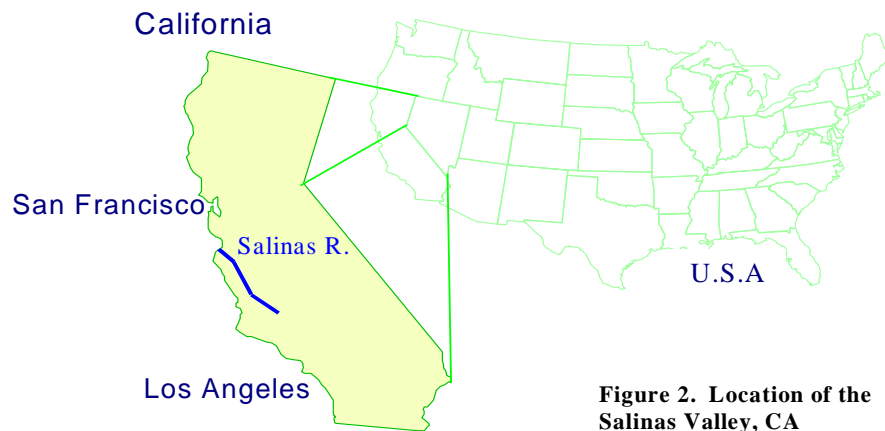 California
San Francisco
Salinas R.
U.S.A
Los Angeles
Figure 2. Location of the
Salinas Valley, CA